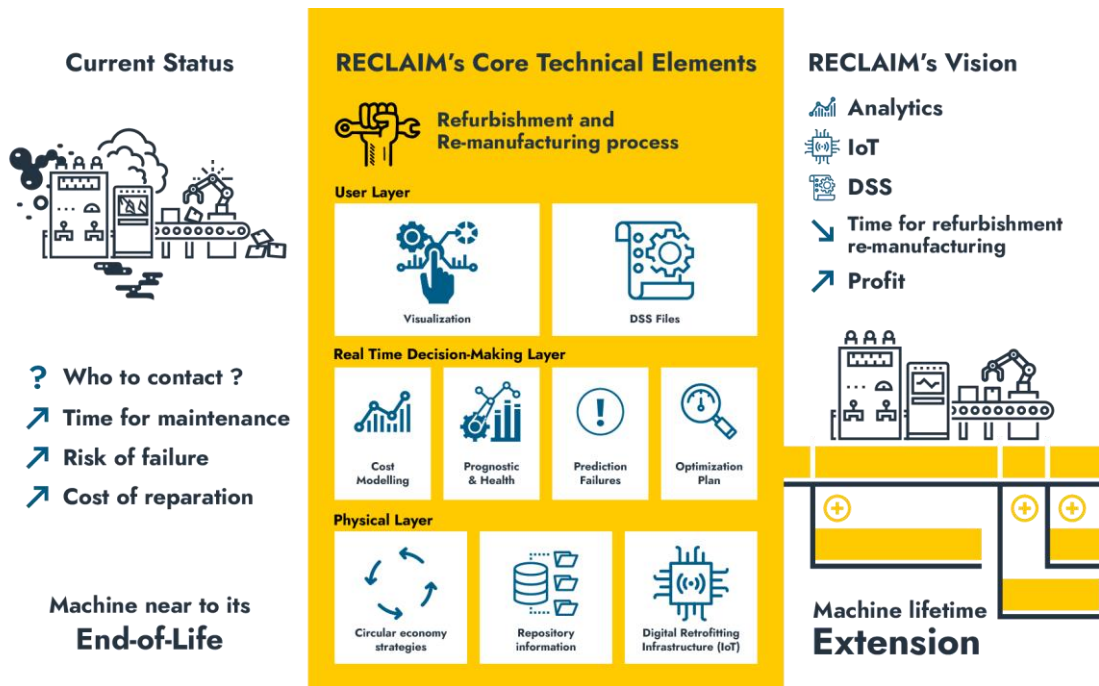 Current Status
? Who to contact ?
Time for maintenance
Risk of failure
Cost of reparation
Machine near to its
End-of-Life
RECLAIM's Core Technical Elements
Refurbishment and
Re-manufacturing process
User Layer
Visualization
DSS Files
Real Time Decision-Making Layer
Cost
Modelling
Prognostic
& Health
!
Prediction
Failures
Optimization
Plan
Physical Layer
Circular economy
strategies
Repository
information
Digital Retrofitting
Infrastructure (IoT)
RECLAIM's Vision
Analytics
IoT
DSS
Time for refurbishment
re-manufacturing
Profit
Machine lifetime
Extension